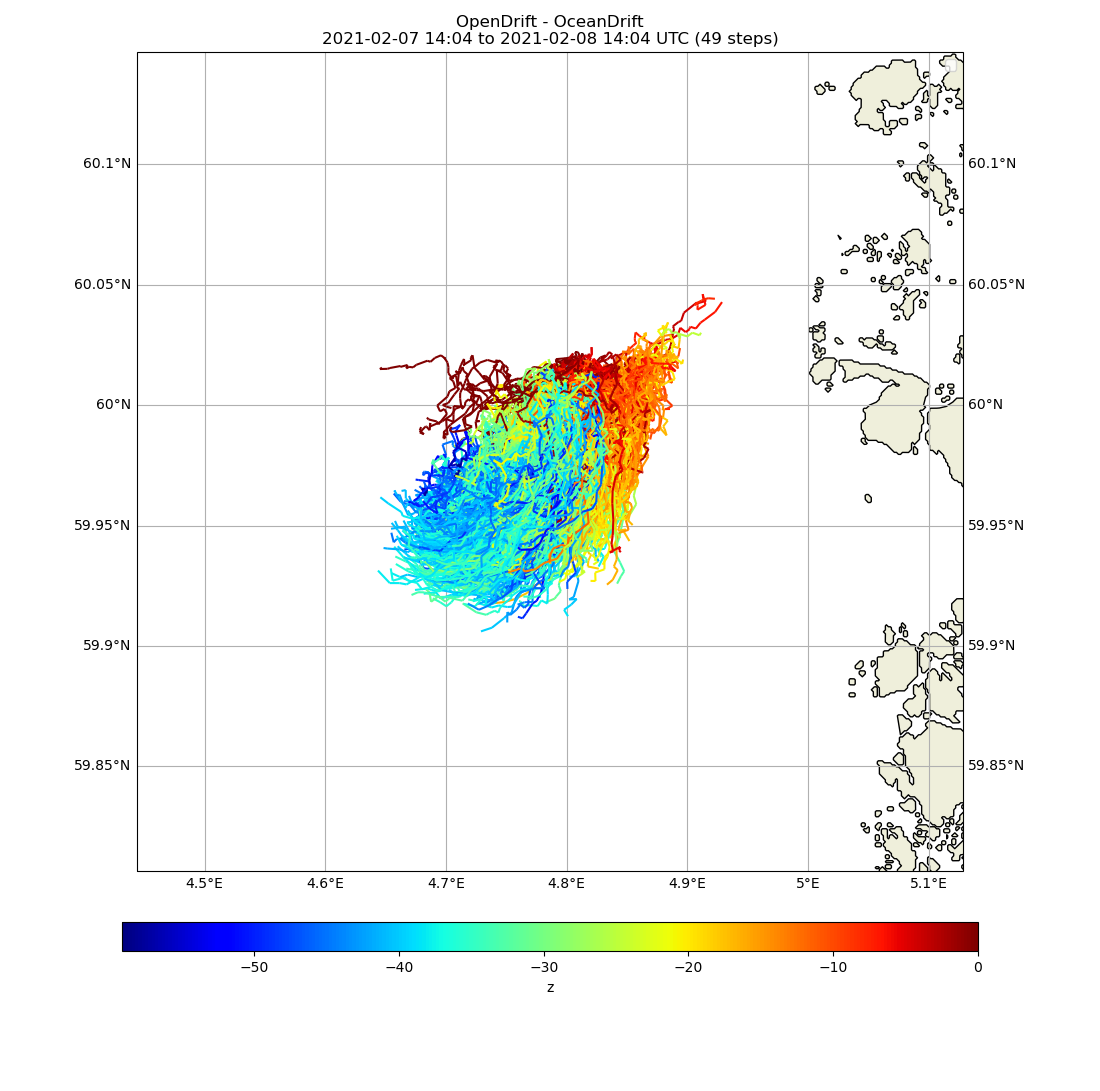 OpenDrift - OceanDrift
2021-02-07 14:04 to 2021-02-08 14:04 UTC (49 steps)
60.1°N
60.1°N
60.05°N
60.05°N
60°N
60°N
59.95°N
59.95°N
59.9°N
59.9°N
59.85°N
59.85°N
4.5°E
4.6°E
4.7°E
4.8°E
4.9°E
5°E
5.1°E
−50
−40
−30
−20
−10
0
z